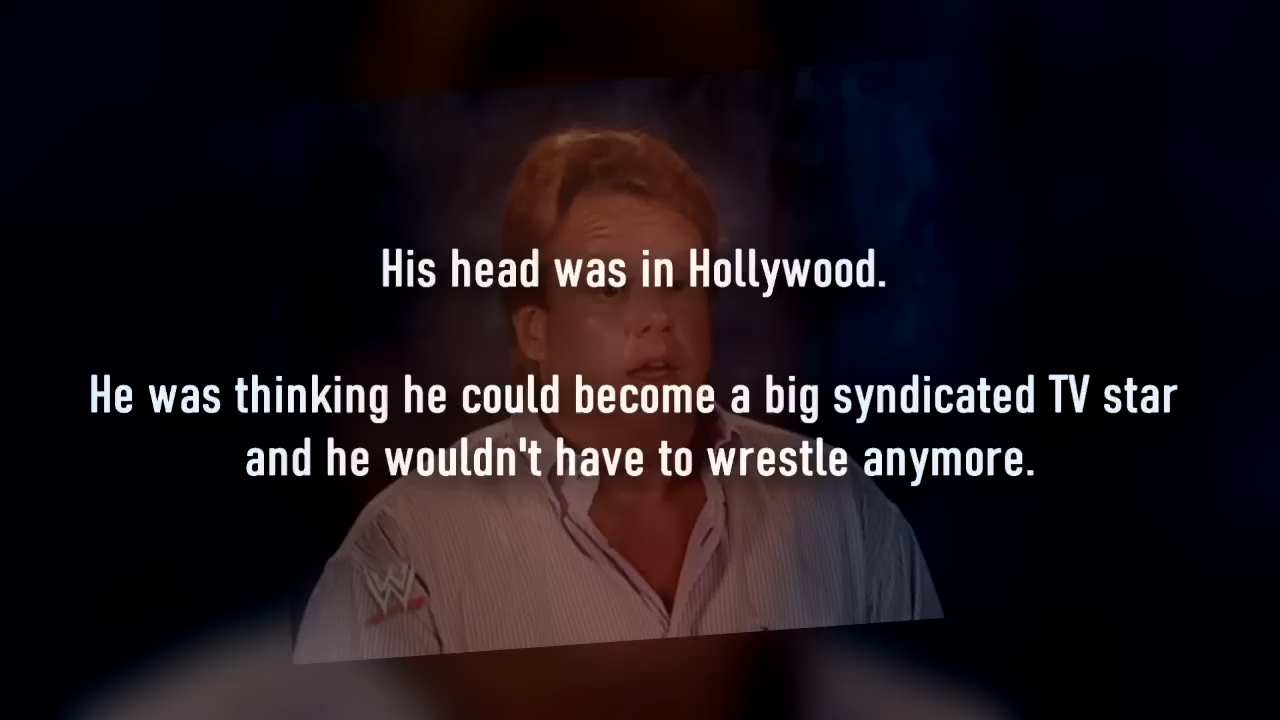 His head was in Hollywood.
He was thinking he could become a big syndicated TV star
and he wouldn't have to wrestle anymore.
W